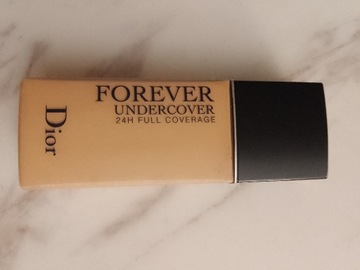 FOREVER
UNDERCOVER
24H FULL COVERAGE
Dior